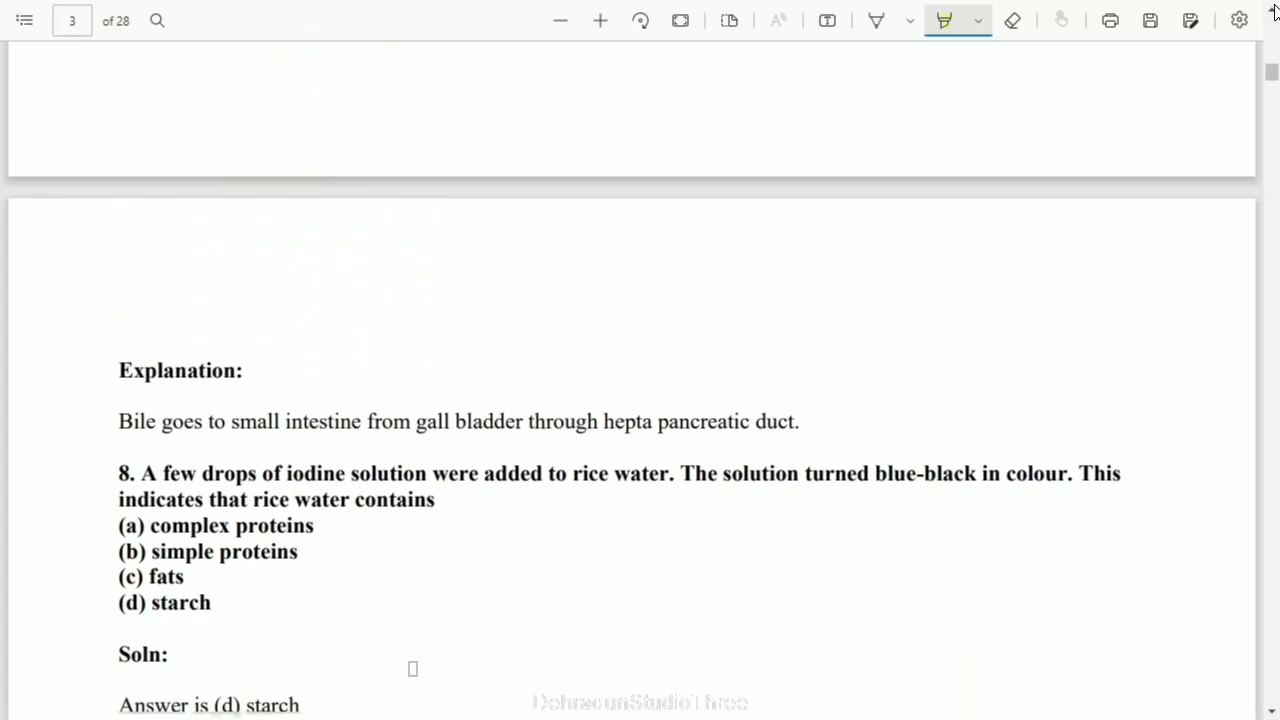 3 of 28
Explanation:
Bile goes to small intestine from gall bladder through hepta pancreatic duct.
8. A few drops of iodine solution were added to rice water. The solution turned blue-black in colour. This
indicates that rice water contains
(a) complex proteins
(b) simple proteins
(c) fats
(d) starch
Soln:
Answer is (d) starch
DehradunStudioThree